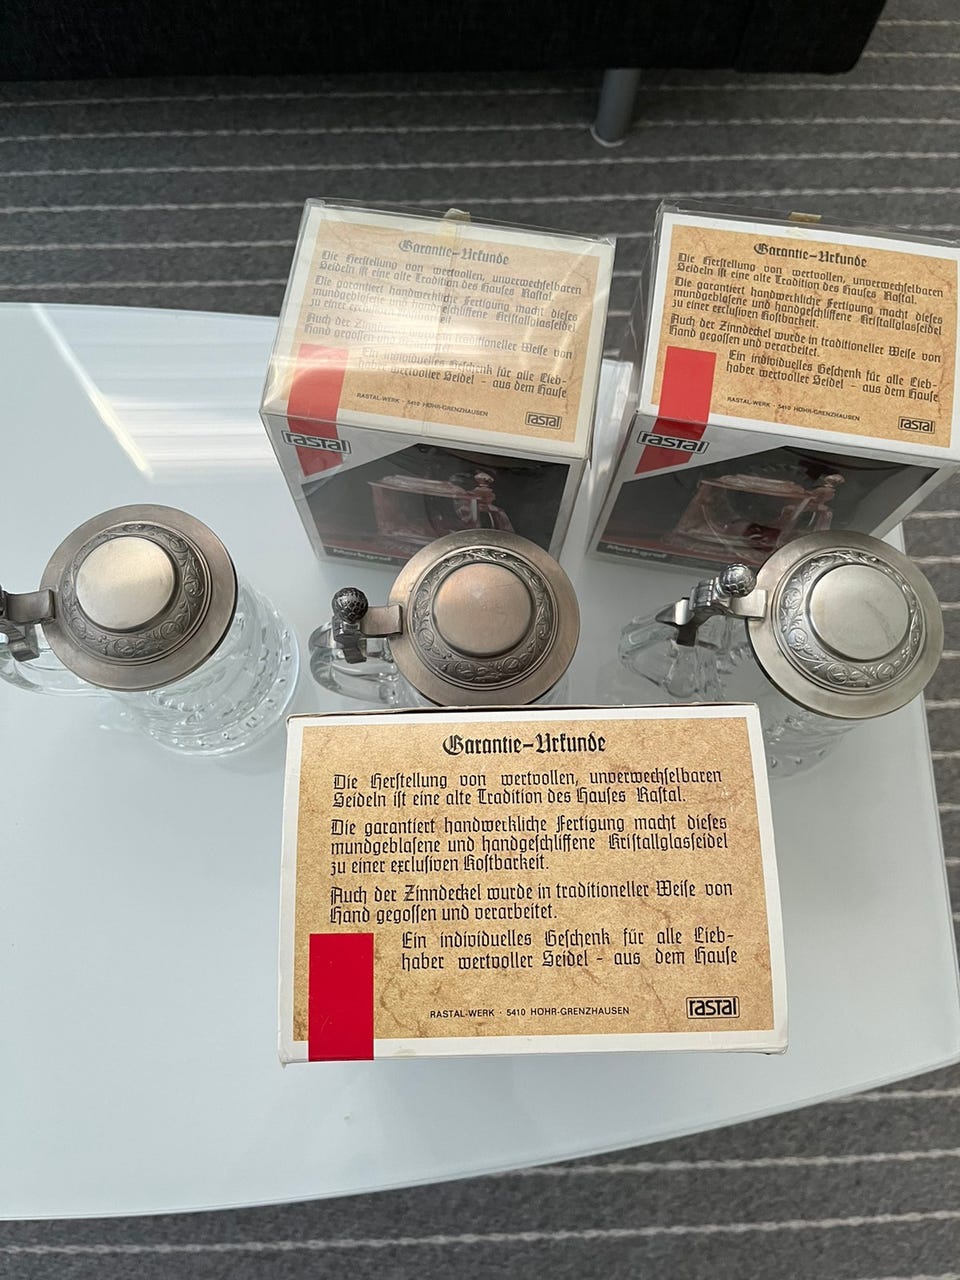 Garantie-Urkunde
Die Herstellung von wertvollen, unverwechselbaren
Seideln ist eine alte Tradition des Hauses Rastal.
Die garantiert handwerkliche Fertigung macht dieses
mundgeblasene und handgeschliffene Kristallglasseidel
zu einer exclusiven Kostbarkeit.
Auch der Zinndeckel wurde in traditioneller Weise von
Hand gegossen und verarbeitet.
Ein individuelles Geschenk für alle Lieb-
haber wertvoller Seidel - aus dem Hause
RASTAL-WERK · 5410 HÖHR-GRENZHAUSEN
rastal
rastal
Markgraf
Garantie-Urkunde
Die Herstellung von wertvollen, unverwechselbaren
Seideln ist eine alte Tradition des Hauses Rastal.
Die garantiert handwerkliche Fertigung macht dieses
mundgeblasene und handgeschliffene Kristallglasseidel
zu einer exclusiven Kostbarkeit.
Auch der Zinndeckel wurde in traditioneller Weise von
Hand gegossen und verarbeitet.
Ein individuelles Geschenk für alle Lieb-
haber wertvoller Seidel - aus dem Hause
RASTAL-WERK · 5410 HÖHR-GRENZHAUSEN
rastal
rastal
Markgraf
Garantie-Urkunde
Die Herstellung von wertvollen, unverwechselbaren
Seideln ist eine alte Tradition des Hauses Rastal.
Die garantiert handwerkliche Fertigung macht dieses
mundgeblasene und handgeschliffene Kristallglasseidel
zu einer exclusiven Kostbarkeit.
Auch der Zinndeckel wurde in traditioneller Weise von
Hand gegossen und verarbeitet.
Ein individuelles Geschenk für alle Lieb-
haber wertvoller Seidel - aus dem Hause
RASTAL-WERK · 5410 HÖHR-GRENZHAUSEN
rastal